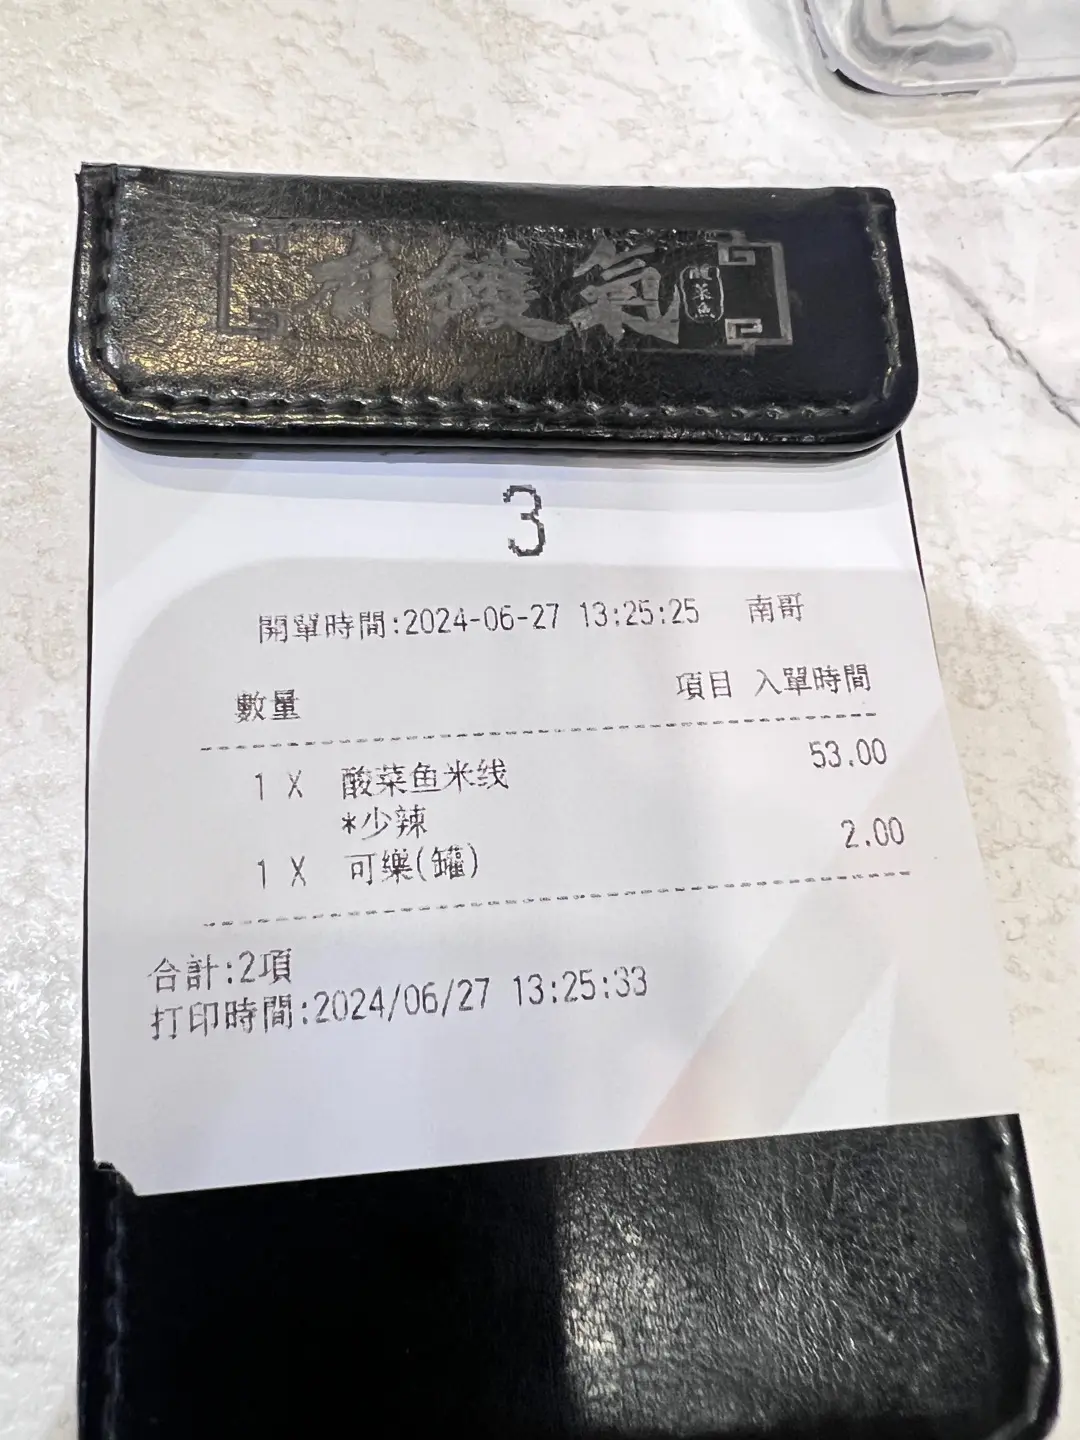 有鑊氣
酸菜魚
3
開單時間:2024-06-27 13:25:25 南哥
數量 項目 入單時間
1 X 酸菜鱼米线 53.00
*少辣
1 X 可樂(罐) 2.00
合計:2項
打印時間:2024/06/27 13:25:33